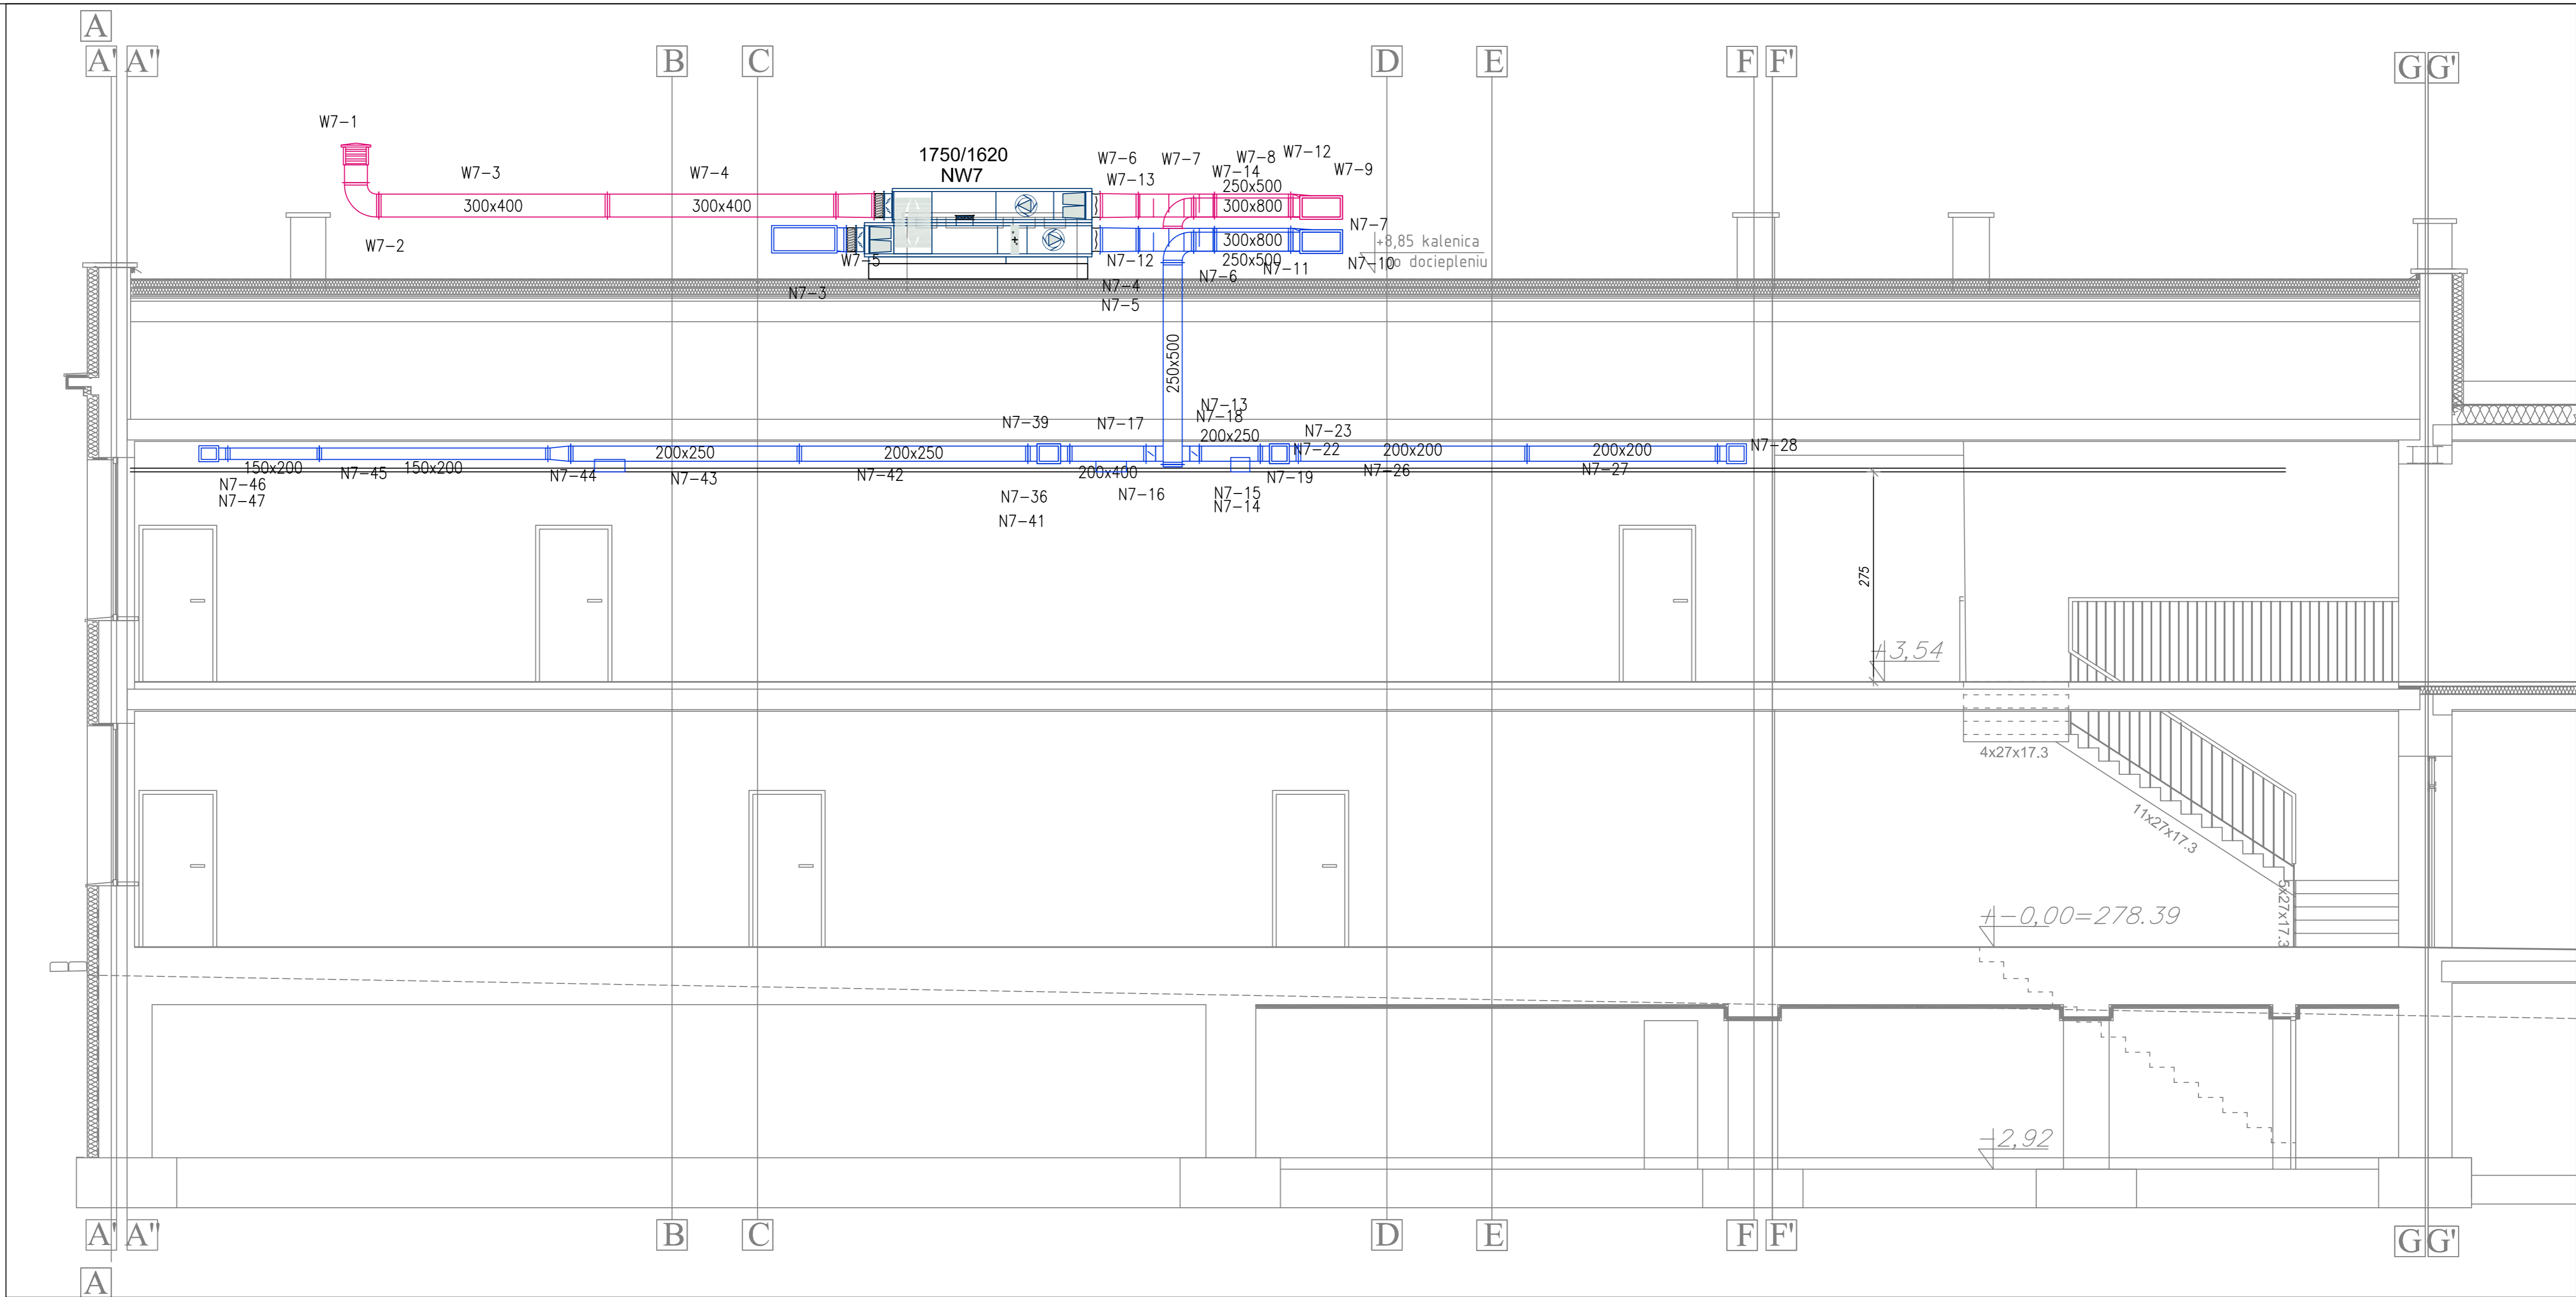 A
A' A'' B C D E F F' G G'
W7-1
W7-3
W7-4
1750/1620
NW7
W7-6
W7-7
W7-8
W7-12
W7-13
W7-14
W7-9
250x500
300x400
300x400
300x800
W7-2
N7-7
+8,85 kalenica
po dociepleniu
300x800
W7-5
N7-12
250x500
N7-11
N7-10
N7-6
N7-3
N7-4
N7-5
250x500
N7-13
N7-18
N7-39
N7-17
N7-23
200x250
N7-22
N7-28
200x250
200x250
200x200
200x200
150x200
N7-45
150x200
N7-44
N7-43
N7-42
200x400
N7-19
N7-26
N7-27
N7-46
N7-47
N7-36
N7-16
N7-15
N7-14
N7-41
275
+3,54
4x27x17.3
11x27x17.3
5x27x17.3
+-0,00=278.39
-2,92
A' A'' B C D E F F' G G'
A